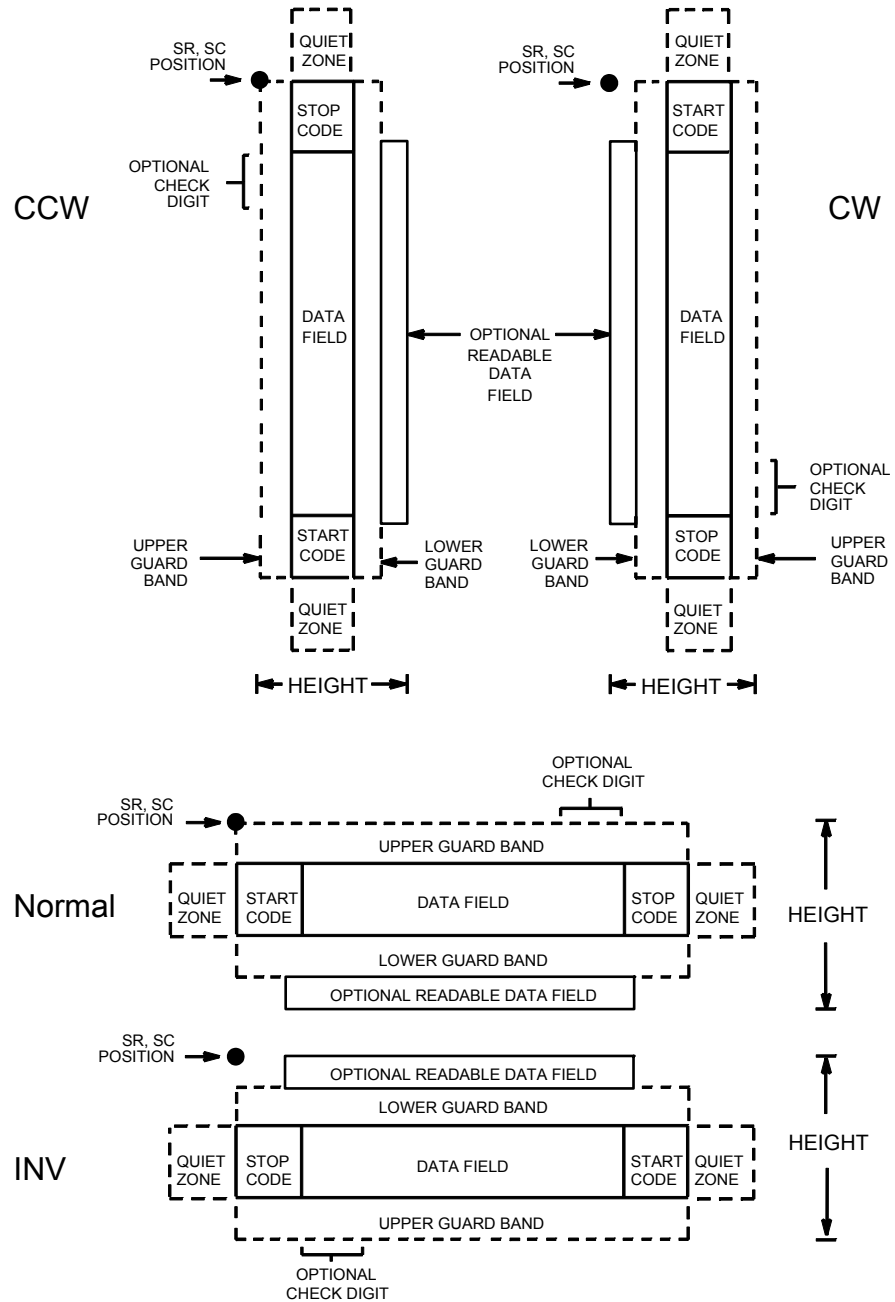 QUIET
ZONE
SR, SC
POSITION
STOP
CODE
OPTIONAL
CHECK
DIGIT
CCW
DATA
FIELD
START
CODE
UPPER
GUARD
BAND
LOWER
GUARD
BAND
QUIET
ZONE
HEIGHT
OPTIONAL
READABLE
DATA
FIELD
QUIET
ZONE
SR, SC
POSITION
START
CODE
CW
DATA
FIELD
OPTIONAL
CHECK
DIGIT
LOWER
GUARD
BAND
STOP
CODE
UPPER
GUARD
BAND
QUIET
ZONE
HEIGHT
OPTIONAL
CHECK DIGIT
SR, SC
POSITION
UPPER GUARD BAND
Normal
QUIET
ZONE
START
CODE
DATA FIELD
STOP
CODE
QUIET
ZONE
HEIGHT
LOWER GUARD BAND
OPTIONAL READABLE DATA FIELD
SR, SC
POSITION
OPTIONAL READABLE DATA FIELD
LOWER GUARD BAND
INV
QUIET
ZONE
STOP
CODE
DATA FIELD
START
CODE
QUIET
ZONE
HEIGHT
UPPER GUARD BAND
OPTIONAL
CHECK DIGIT